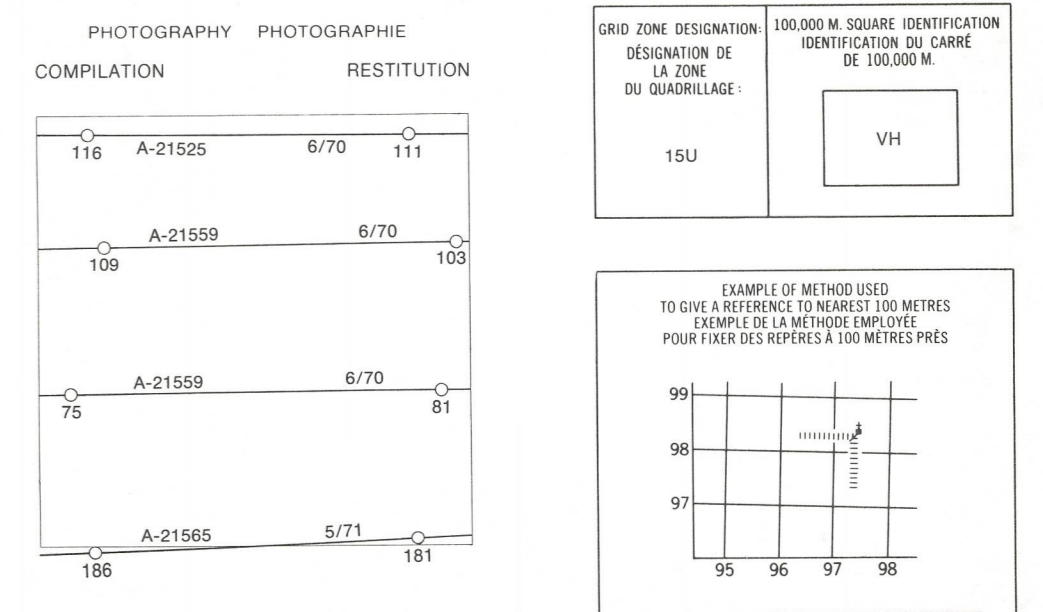 PHOTOGRAPHY PHOTOGRAPHIE
COMPILATION RESTITUTION
116 A-21525 6/70 111
A-21559 6/70
109 103
A-21559 6/70
75 81
A-21565 5/71
186 181
GRID ZONE DESIGNATION:
DÉSIGNATION DE
LA ZONE
DU QUADRILLAGE :
15U
100,000 M. SQUARE IDENTIFICATION
IDENTIFICATION DU CARRÉ
DE 100,000 M.
VH
EXAMPLE OF METHOD USED
TO GIVE A REFERENCE TO NEAREST 100 METRES
EXEMPLE DE LA MÉTHODE EMPLOYÉE
POUR FIXER DES REPÈRES À 100 MÈTRES PRÈS
99
98
97
95 96 97 98